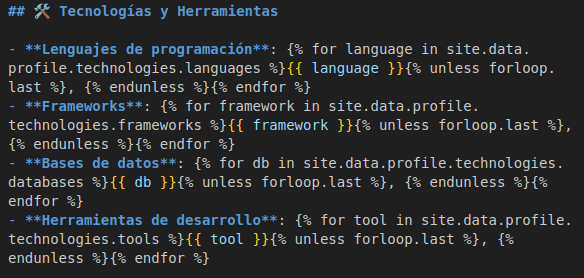 ## 🛠️ Tecnologías y Herramientas
- **Lenguajes de programación**: {% for language in site.data.
profile.technologies.languages %}{{ language }}{% unless forloop.
last %}, {% endunless %}{% endfor %}
- **Frameworks**: {% for framework in site.data.profile.
technologies.frameworks %}{{ framework }}{% unless forloop.last %},
{% endunless %}{% endfor %}
- **Bases de datos**: {% for db in site.data.profile.technologies.
databases %}{{ db }}{% unless forloop.last %}, {% endunless %}{%
endfor %}
- **Herramientas de desarrollo**: {% for tool in site.data.profile.
technologies.tools %}{{ tool }}{% unless forloop.last %}, {%
endunless %}{% endfor %}